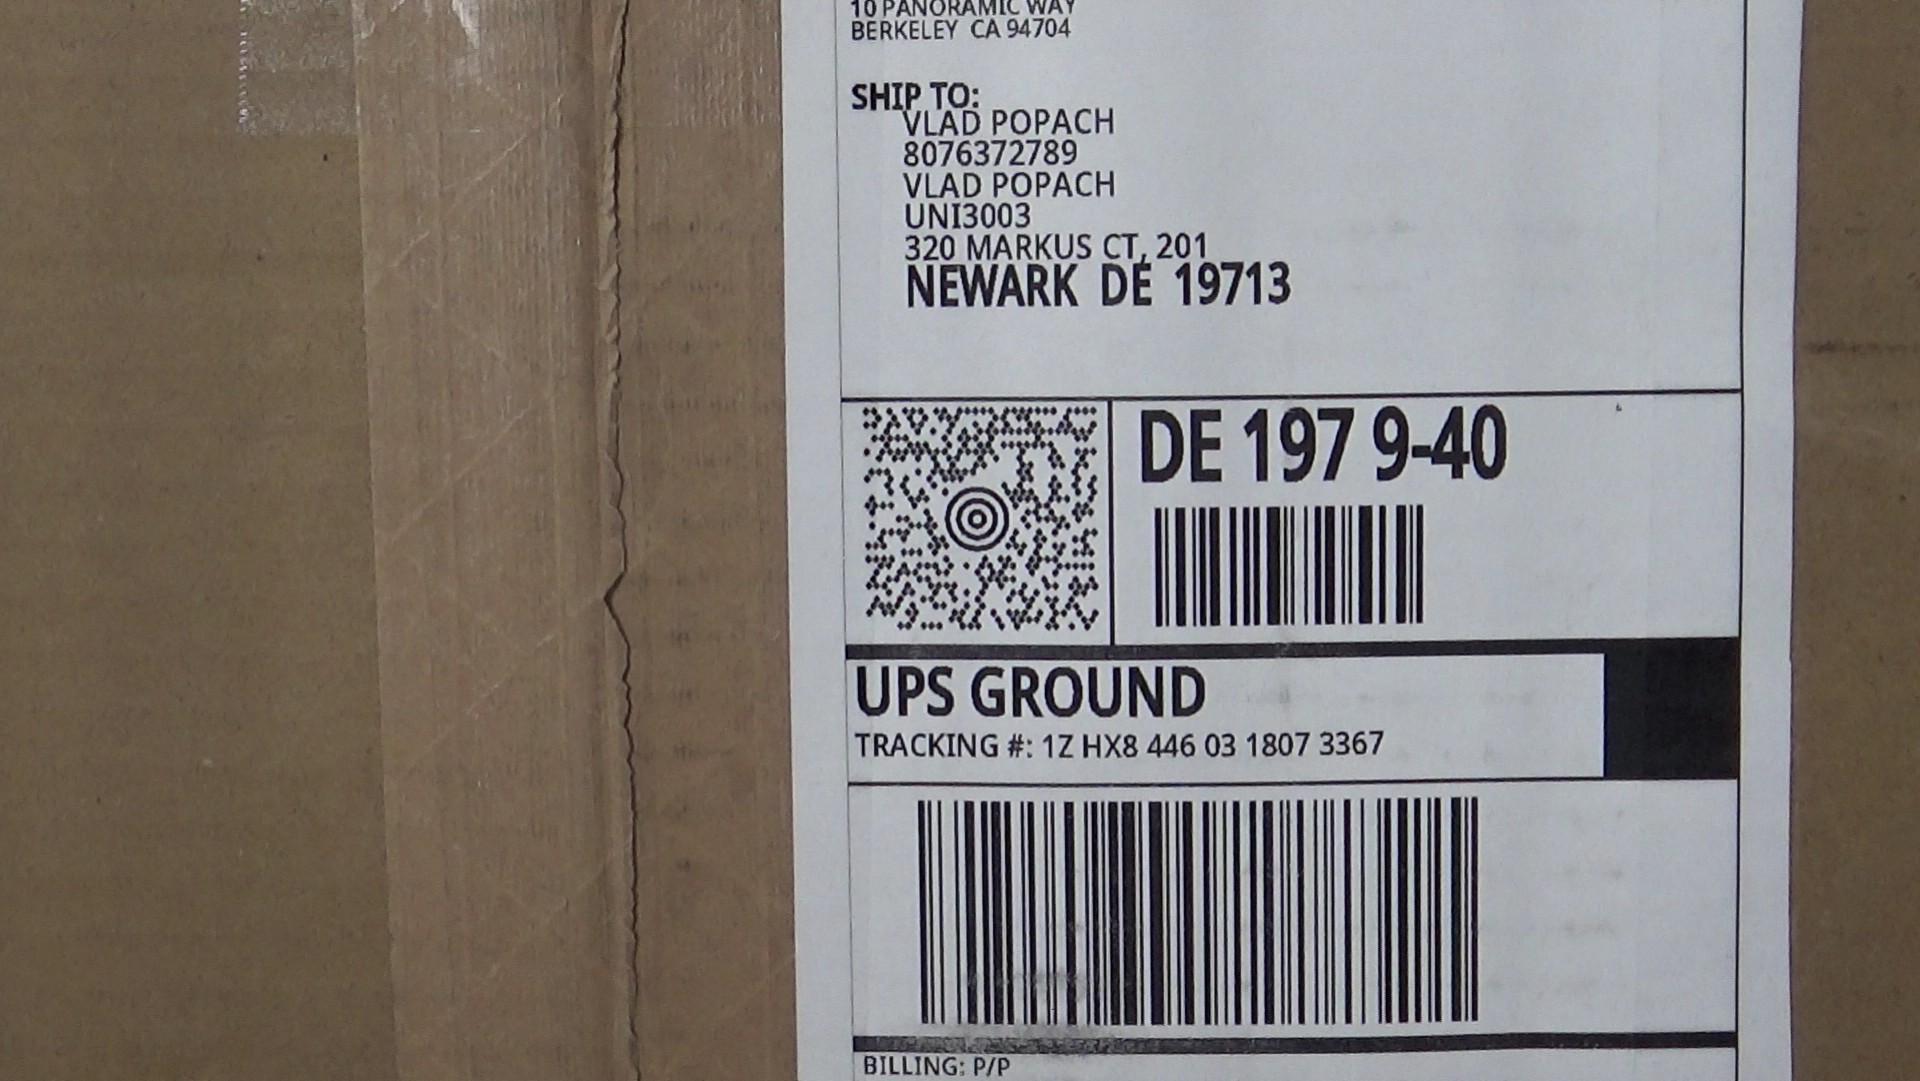 10 PANORAMIC WAY
BERKELEY CA 94704
SHIP TO:
VLAD POPACH
8076372789
VLAD POPACH
UNI3003
320 MARKUS CT, 201
NEWARK DE 19713
DE 197 9-40
UPS GROUND
TRACKING #: 1Z HX8 446 03 1807 3367
BILLING: P/P